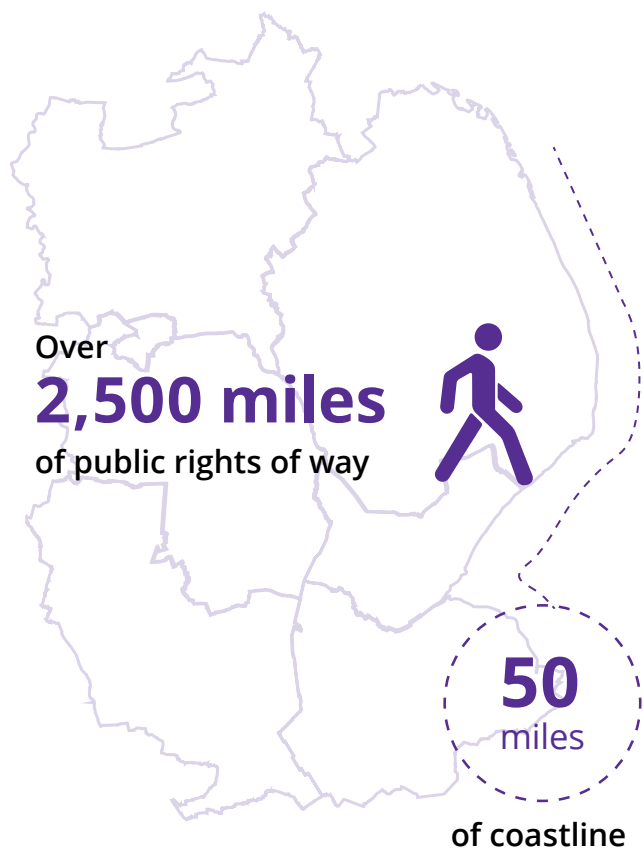 Over
2,500 miles
of public rights of way
50
miles
of coastline